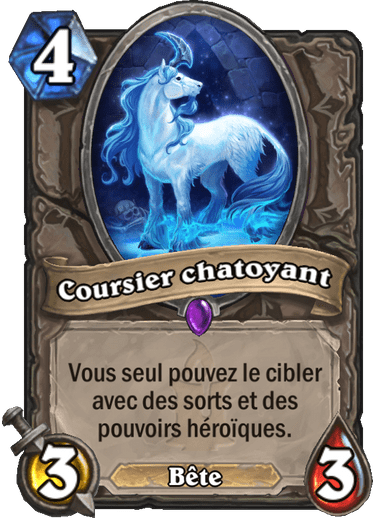 4
Coursier chatoyant
Vous seul pouvez le cibler
avec des sorts et des
pouvoirs héroïques.
3
Bête
3